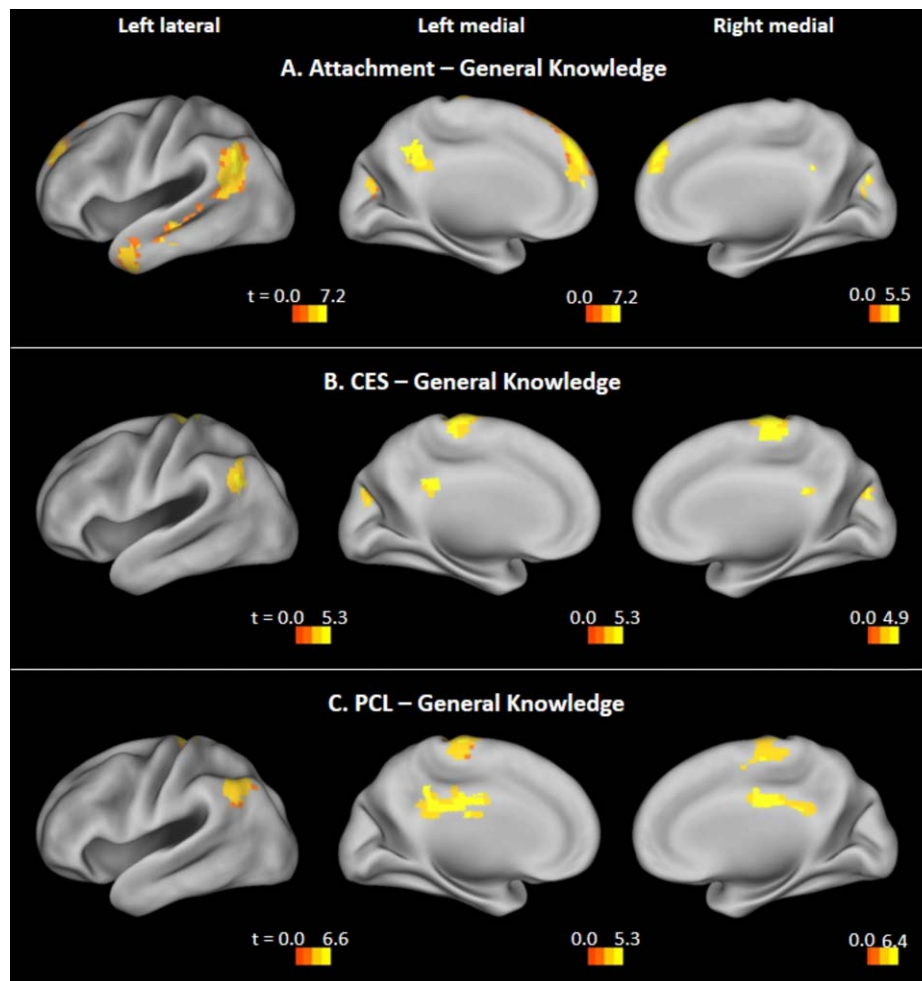 Left lateral Left medial Right medial
A. Attachment – General Knowledge
t = 0.0 7.2 0.0 7.2 0.0 5.5
B. CES – General Knowledge
t = 0.0 5.3 0.0 5.3 0.0 4.9
C. PCL – General Knowledge
t = 0.0 6.6 0.0 5.3 0.0 6.4